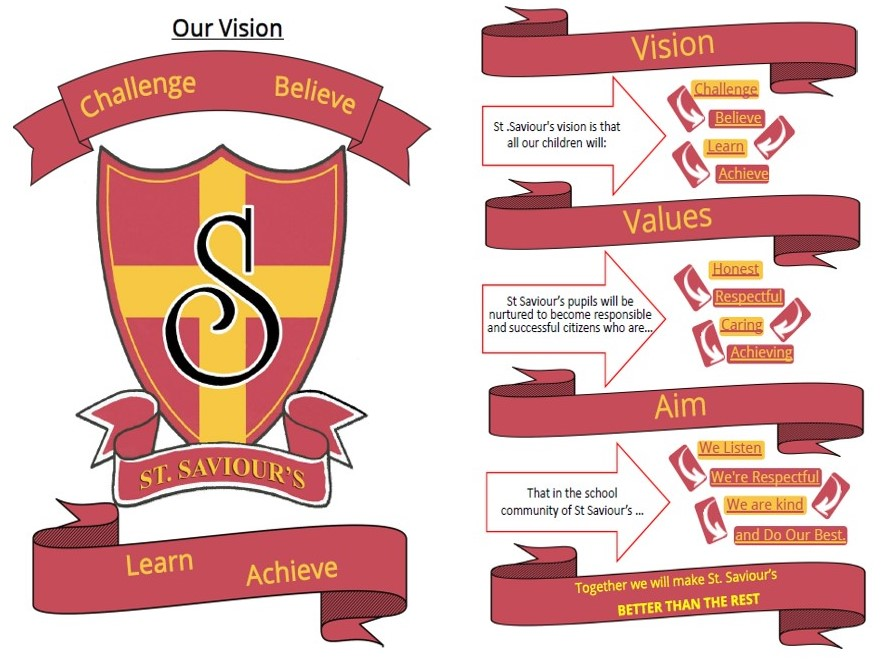 Our Vision
Challenge Believe
S
ST. SAVIOUR'S
Learn Achieve
Vision
St .Saviour's vision is that
all our children will:
Challenge
Believe
Learn
Achieve
Values
St Saviour's pupils will be
nurtured to become responsible
and successful citizens who are...
Honest
Respectful
Caring
Achieving
Aim
That in the school
community of St Saviour's ...
We Listen
We're Respectful
We are kind
and Do Our Best.
Together we will make St. Saviour's
BETTER THAN THE REST